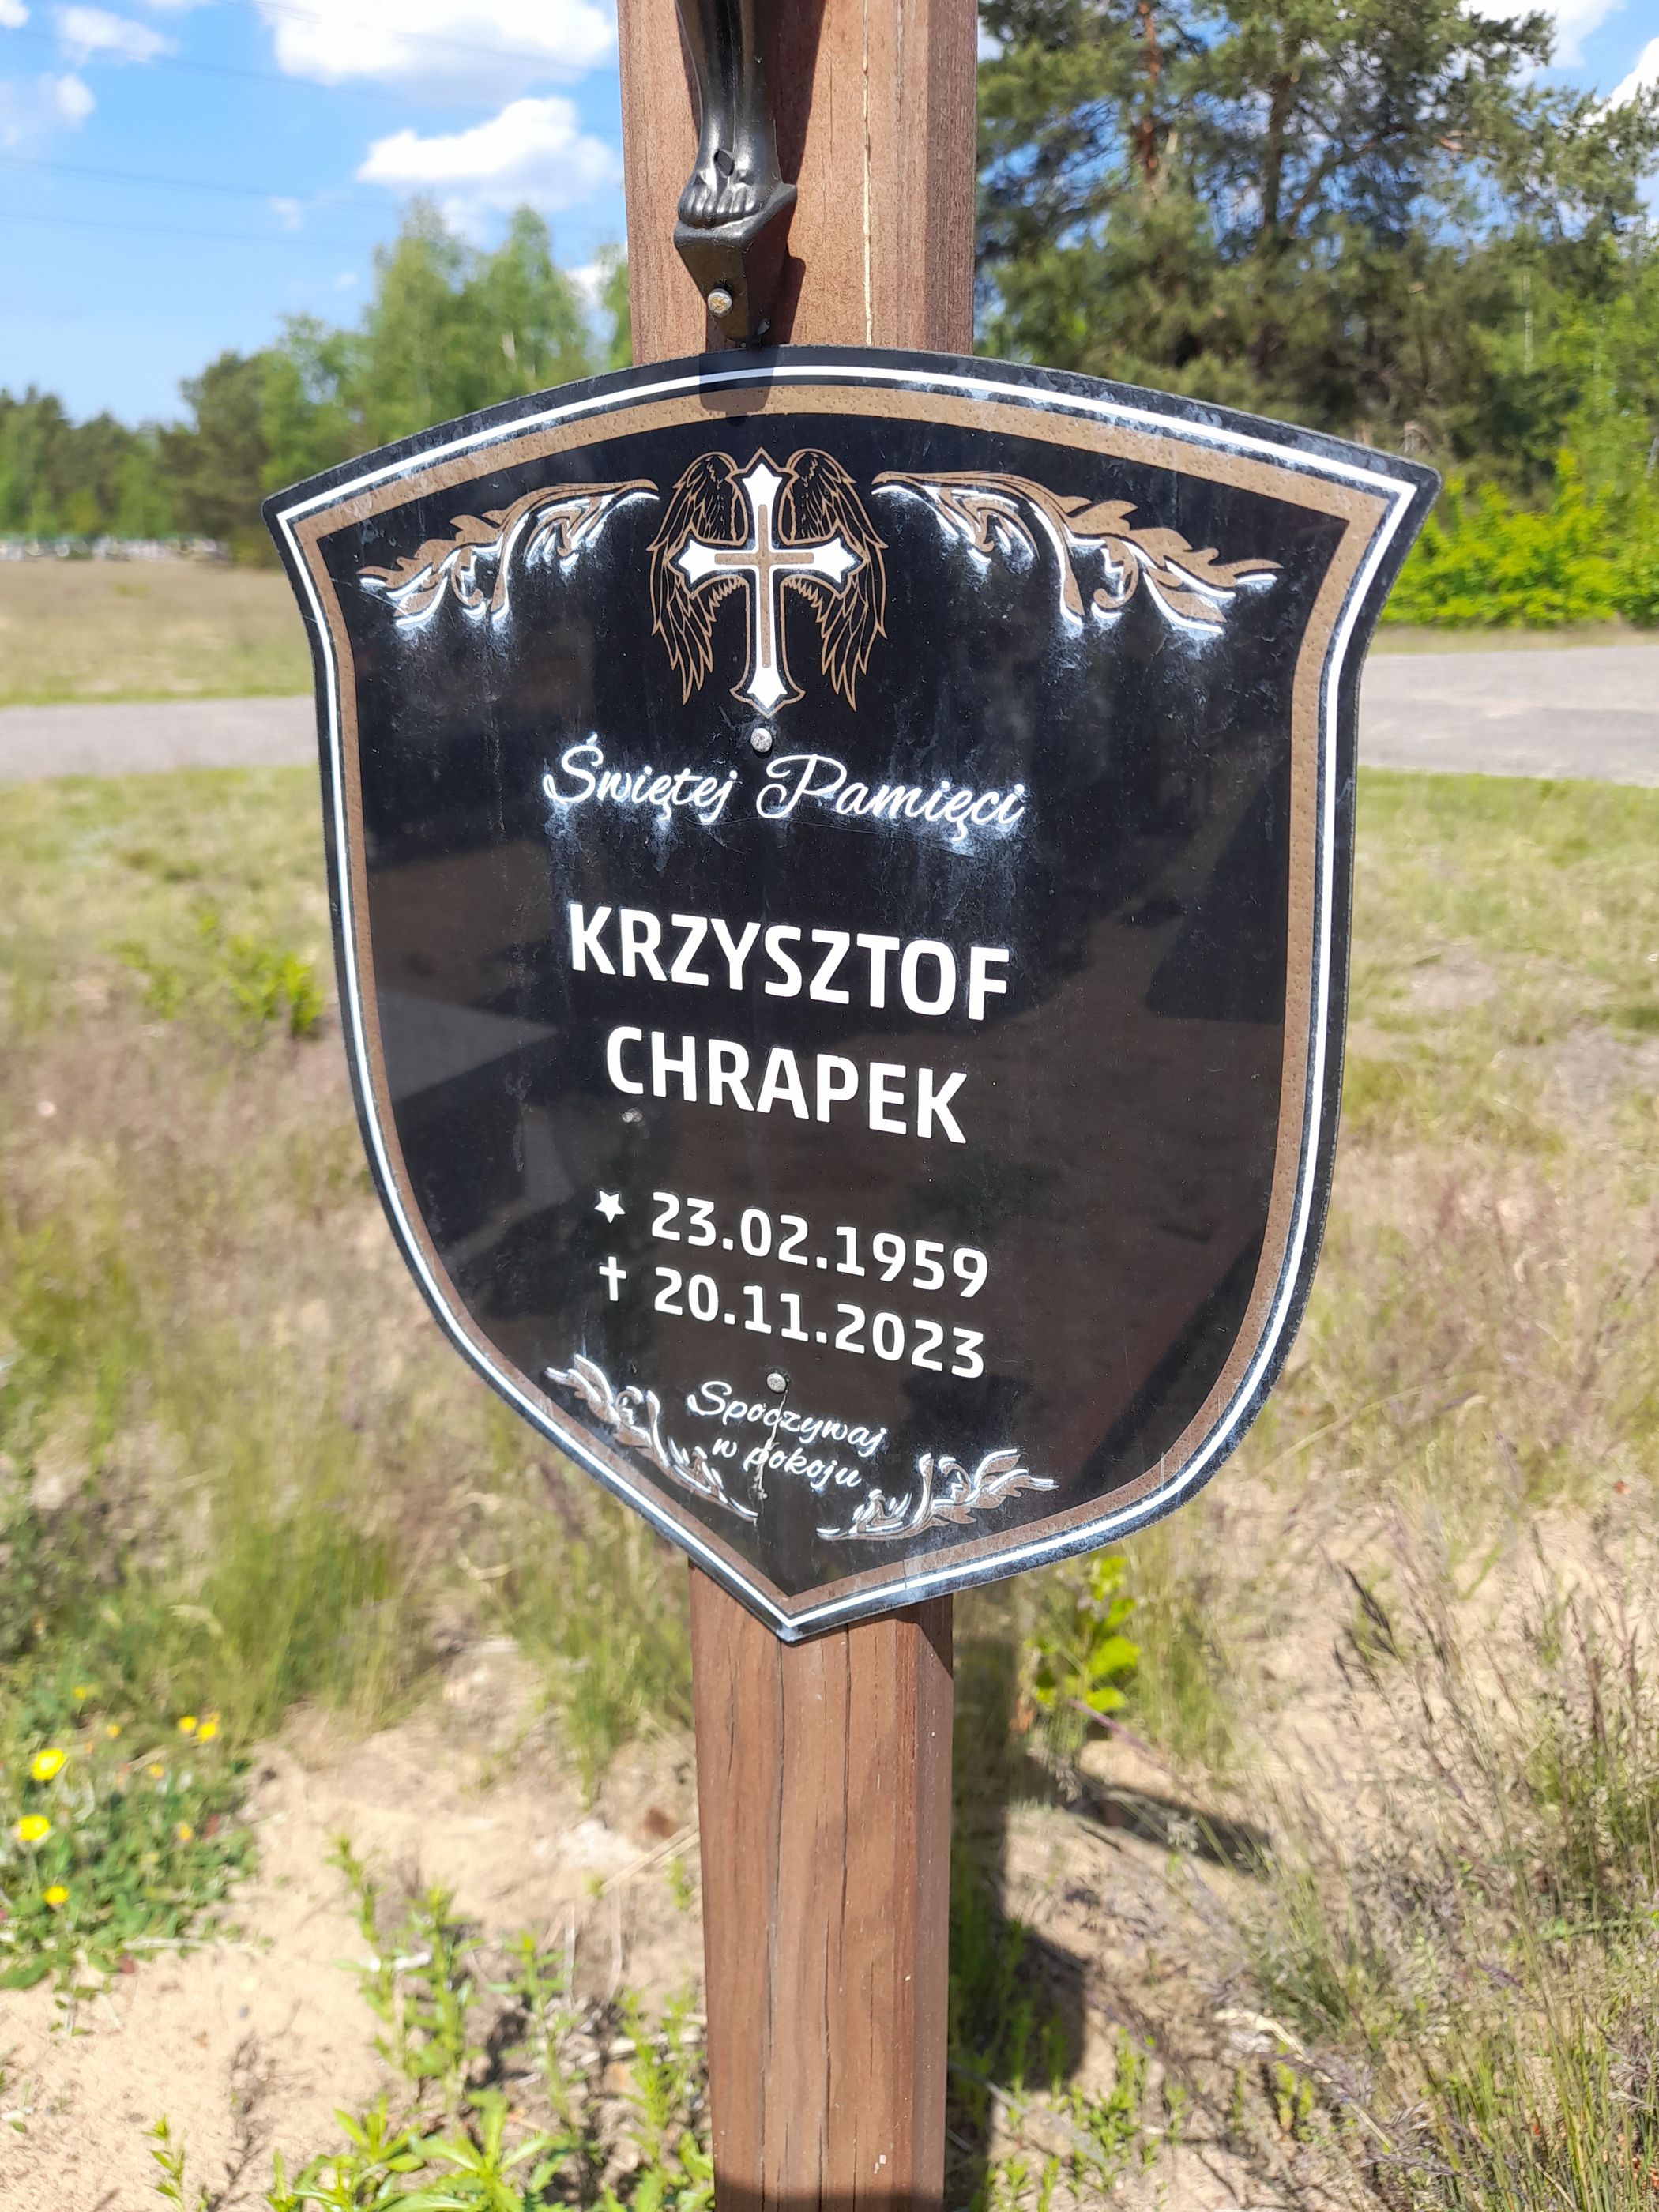 Świętej Pamięci
KRZYSZTOF
CHRAPEK
★ 23.02.1959
✝ 20.11.2023
Spoczywaj
w pokoju